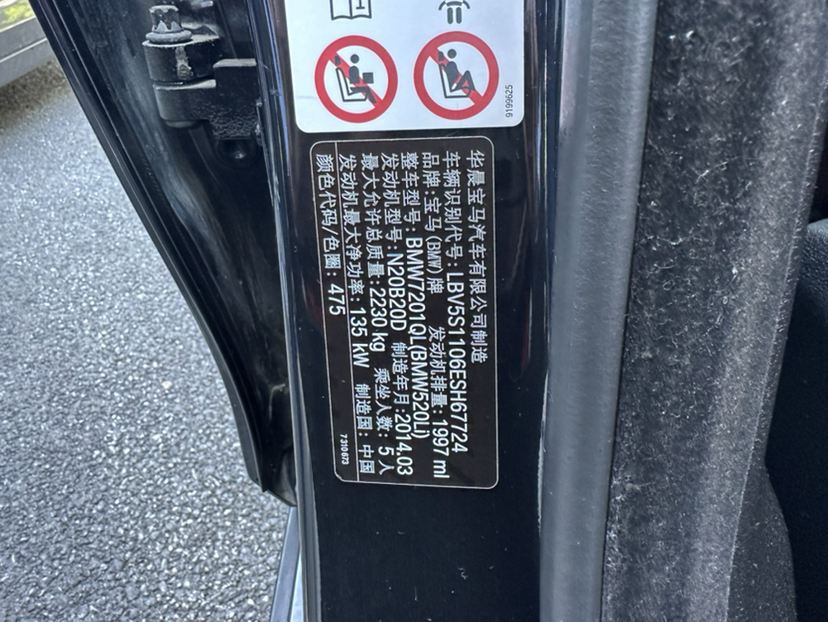 9199625
华晨宝马汽车有限公司制造
车辆识别代号：LBV5S1106ESH67724
品牌：宝马(BMW)牌 发动机排量：1997 ml
整车型号：BMW7201QL(BMW520Li)
发动机型号：N20B20D 制造年月：2014.03
最大允许总质量：2230 kg 乘坐人数：5 人
发动机最大净功率：135 kW 制造国：中国
颜色代码/色圈：475
7310673